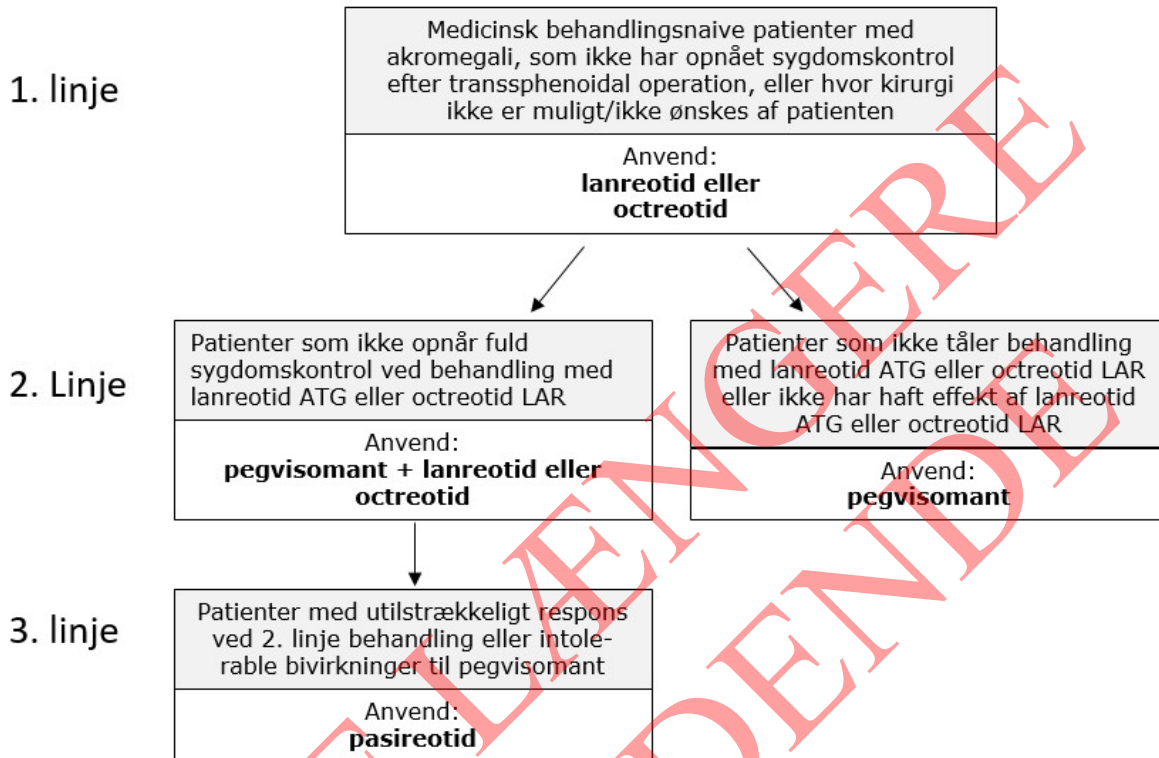 1. linje
Medicinsk behandlingsnaive patienter med
akromegali, som ikke har opnået sygdomskontrol
efter transsphenoidal operation, eller hvor kirurgi
ikke er muligt/ikke ønskes af patienten
Anvend:
lanreotid eller
octreotid
2. Linje
Patienter som ikke opnår fuld
sygdomskontrol ved behandling med
lanreotid ATG eller octreotid LAR
Anvend:
pegvisomant + lanreotid eller
octreotid
Patienter som ikke tåler behandling
med lanreotid ATG eller octreotid LAR
eller ikke har haft effekt af lanreotid
ATG eller octreotid LAR
Anvend:
pegvisomant
3. linje
Patienter med utilstrækkeligt respons
ved 2. linje behandling eller intole-
rable bivirkninger til pegvisomant
Anvend:
pasireotid
LÆNGERE
ENDE